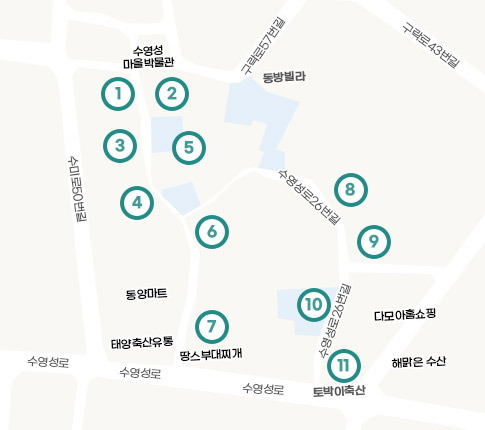 구락로57번길
구락로43번길
수영성
마을박물관
동방빌라
1
2
3
5
수미로50번길
4
수영성로26번길
8
6
9
동양마트
10
수영성로26번길
다모아홈쇼핑
7
태양축산유통
땅스부대찌개
수영성로
수영성로
수영성로
11
해맑은 수산
토박이축산